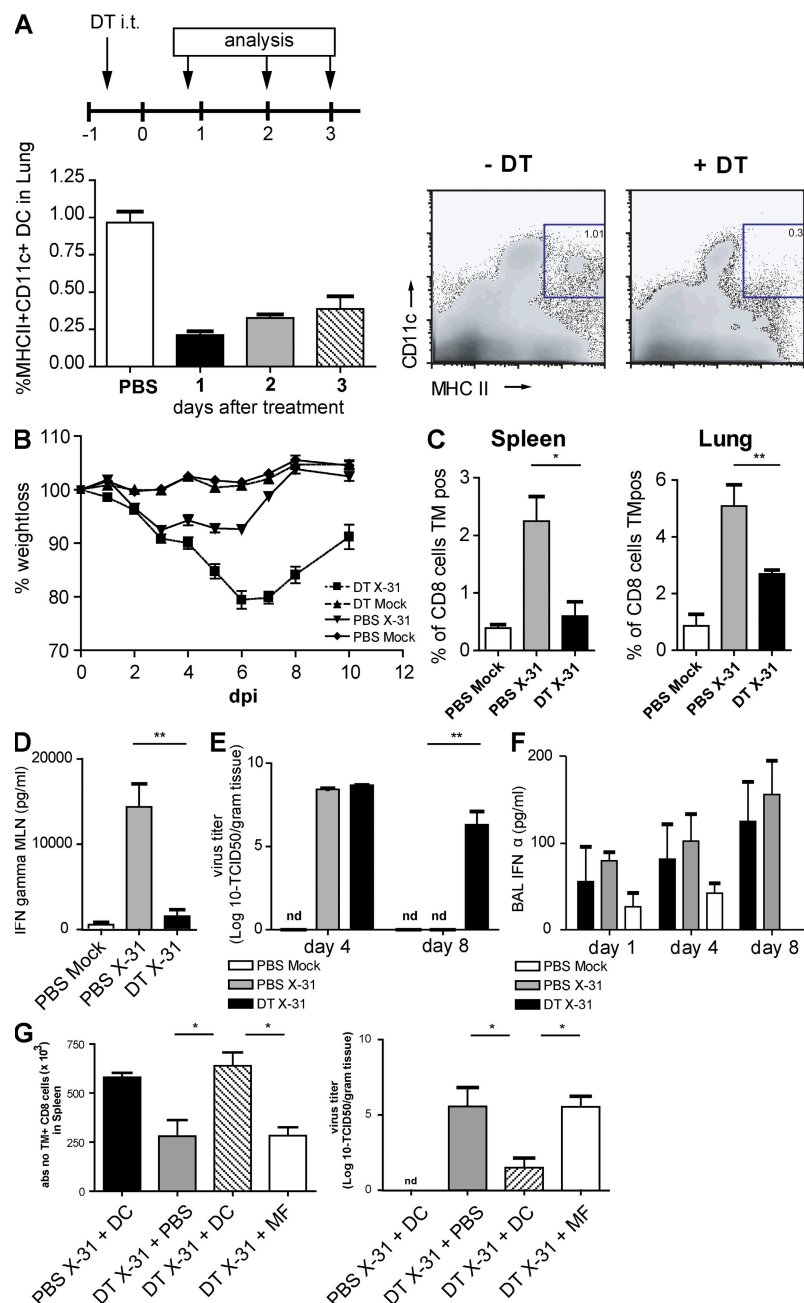 A
DT i.t.
analysis
-1 0 1 2 3
%MHCII+CD11c+ DC in Lung
1.25
1.00
0.75
0.50
0.25
0.00
PBS 1 2 3
days after treatment
- DT + DT
1.01
0.3
CD11c
MHC II
B
% weightloss
110
100
90
80
70
DT X-31
DT Mock
PBS X-31
PBS Mock
0 2 4 6 8 10 12
dpi
C
Spleen
% of CD8 cells TM pos
*
3
2
1
0
PBS Mock
PBS X-31
DT X-31
Lung
% of CD8 cells TMpos
**
6
4
2
0
PBS Mock
PBS X-31
DT X-31
D
IFN gamma MLN (pg/ml)
**
20000
10000
0
PBS Mock
PBS X-31
DT X-31
E
virus titer
(Log 10-TCID50/gram tissue)
**
10
5
0
nd nd nd
day 4 day 8
PBS Mock
PBS X-31
DT X-31
F
BAL IFN α (pg/ml)
200
100
0
day 1 day 4 day 8
PBS Mock
PBS X-31
DT X-31
G
abs no TM+ CD8 cells (x 10³)
in Spleen
* *
750
500
250
0
PBS X-31 + DC
DT X-31 + PBS
DT X-31 + DC
DT X-31 + MF
virus titer
(Log 10-TCID50/gram tissue)
* *
10
5
0
nd
PBS X-31 + DC
DT X-31 + PBS
DT X-31 + DC
DT X-31 + MF